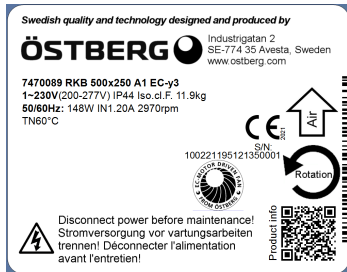 Swedish quality and technology designed and produced by
ÖSTBERG
Industrigatan 2
SE-774 35 Avesta, Sweden
www.ostberg.com
7470089 RKB 500x250 A1 EC-y3
1~230V(200-277V) IP44 Iso.cl.F. 11.9kg
50/60Hz: 148W IN1.20A 2970rpm
TN60°C
CE
2021
Air
S/N:
100221195121350001
EC-MOTOR DRIVEN FAN
FROM ÖSTBERG
Rotation
Product info
Disconnect power before maintenance!
Stromversorgung vor vartungsarbeiten
trennen! Déconnecter l'alimentation
avant l'entretien!